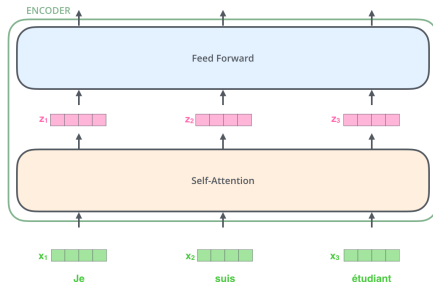 ENCODER
Feed Forward
z₁ z₂ z₃
Self-Attention
x₁ x₂ x₃
Je suis étudiant